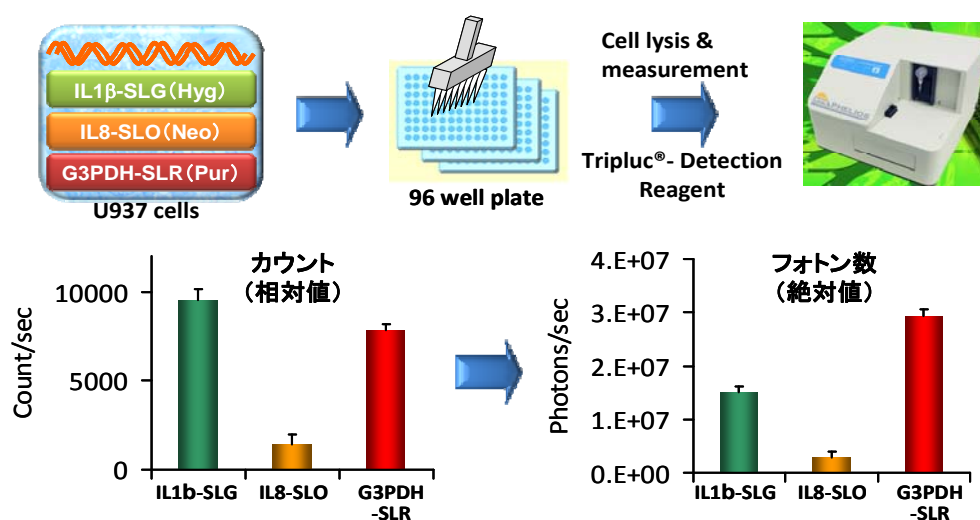 IL1β-SLG(Hyg)
IL8-SLO(Neo)
G3PDH-SLR(Pur)
U937 cells
96 well plate
Cell lysis &
measurement
Tripluc®- Detection
Reagent
カウント
(相対値)
Count/sec
10000
5000
0
IL1b-SLG
IL8-SLO
G3PDH
-SLR
フォトン数
(絶対値)
Photons/sec
4.E+07
3.E+07
2.E+07
1.E+07
0.E+00
IL1b-SLG
IL8-SLO
G3PDH
-SLR